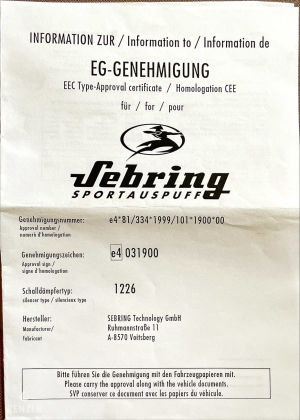 INFORMATION ZUR / Information to / Information de
EG-GENEHMIGUNG
EEC Type-Approval certificate / Homologation CEE
für / for / pour
Sebring
SPORTAUSPUFF
Genehmigungsnummer: e4*81/334*1999/101*1900*00
Approval number /
numeris d'homologation
Genehmigungszeichen: e4 031900
Approval sign /
signe d'homologation
Schalldämpfertyp: 1226
silencer type / silencieux type
Hersteller: SEBRING Technology GmbH
Manufacturer/ Ruhmannstraße 11
Fabricant A-8570 Voitsberg
Bitte führen Sie die Genehmigung mit den Fahrzeugpapieren mit.
Please carry the approval along with the vehicle documents.
SVP conserver ce document avec les papiers du véhicule.